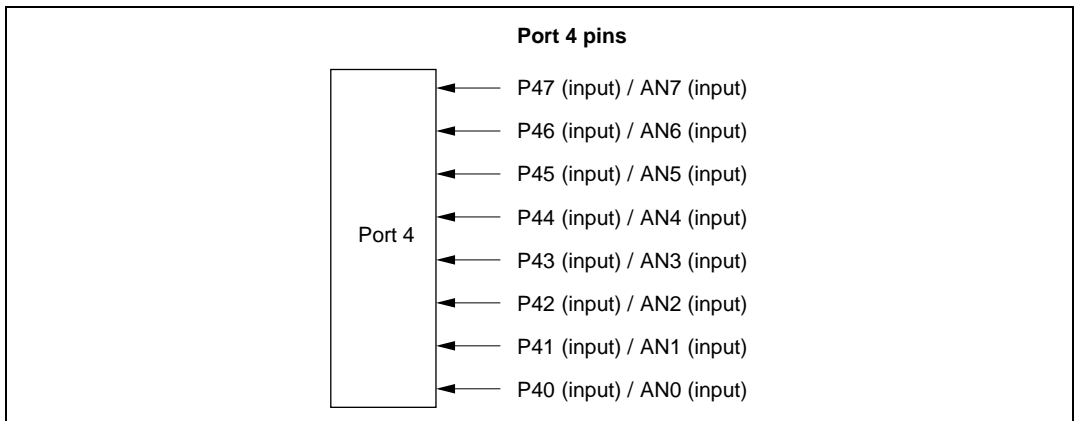 Port 4 pins
P47 (input) / AN7 (input)
P46 (input) / AN6 (input)
P45 (input) / AN5 (input)
P44 (input) / AN4 (input)
Port 4
P43 (input) / AN3 (input)
P42 (input) / AN2 (input)
P41 (input) / AN1 (input)
P40 (input) / AN0 (input)